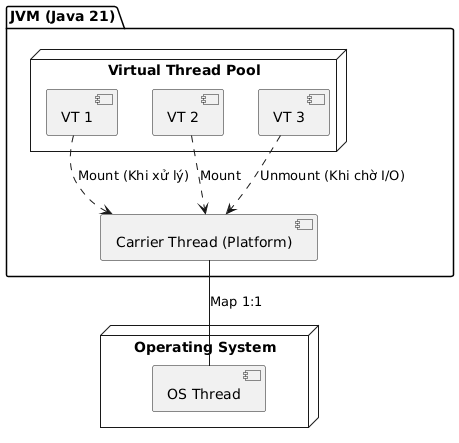 JVM (Java 21)
Virtual Thread Pool
VT 1
VT 2
VT 3
Mount (Khi xử lý)
Mount
Unmount (Khi chờ I/O)
Carrier Thread (Platform)
Map 1:1
Operating System
OS Thread